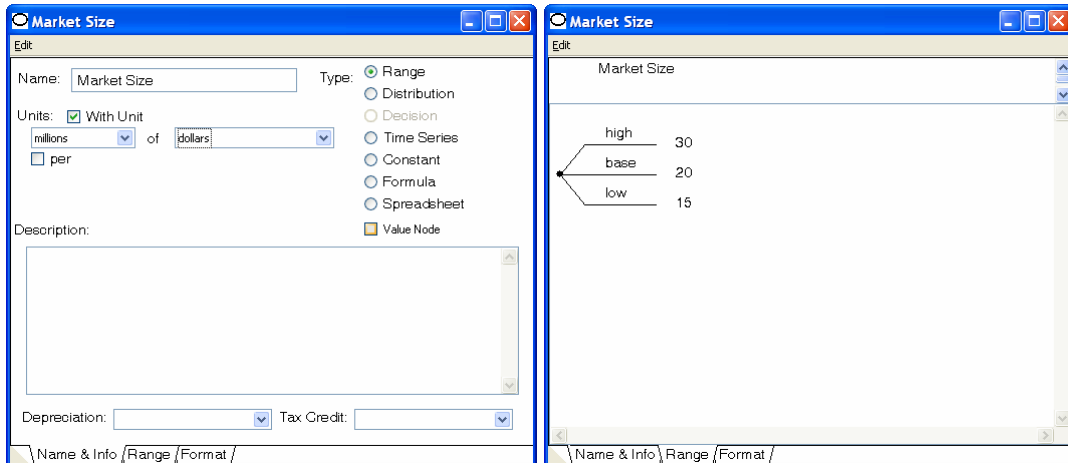 Market Size
Edit
Name: Market Size
Type: Range
Distribution
Decision
Time Series
Constant
Formula
Spreadsheet
Value Node
Units: With Unit
millions of dollars
per
Description:
Depreciation: Tax Credit:
Name & Info Range Format
Market Size
Edit
Market Size
high 30
base 20
low 15
Name & Info Range Format